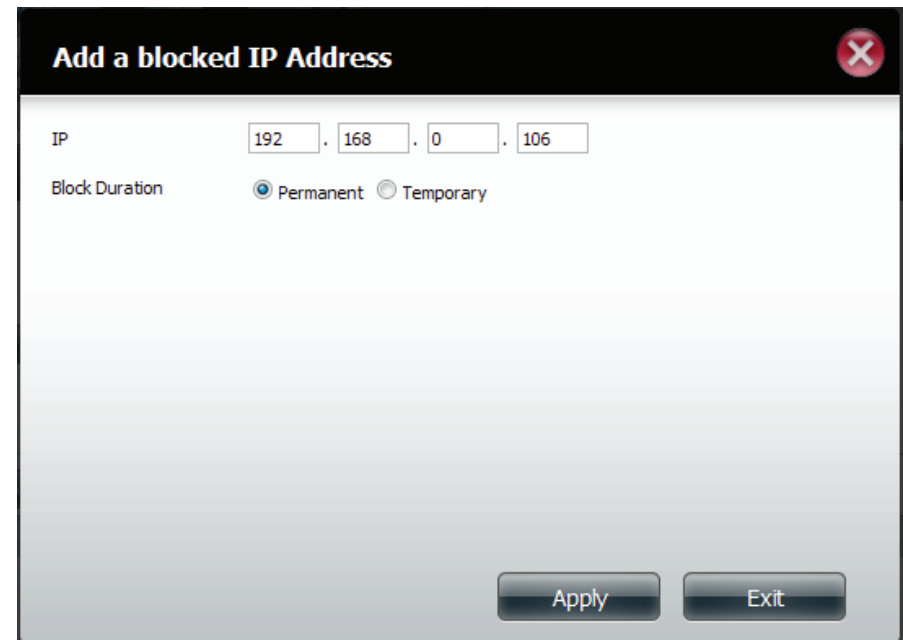 Add a blocked IP Address
IP 192 . 168 . 0 . 106
Block Duration Permanent Temporary
Apply Exit